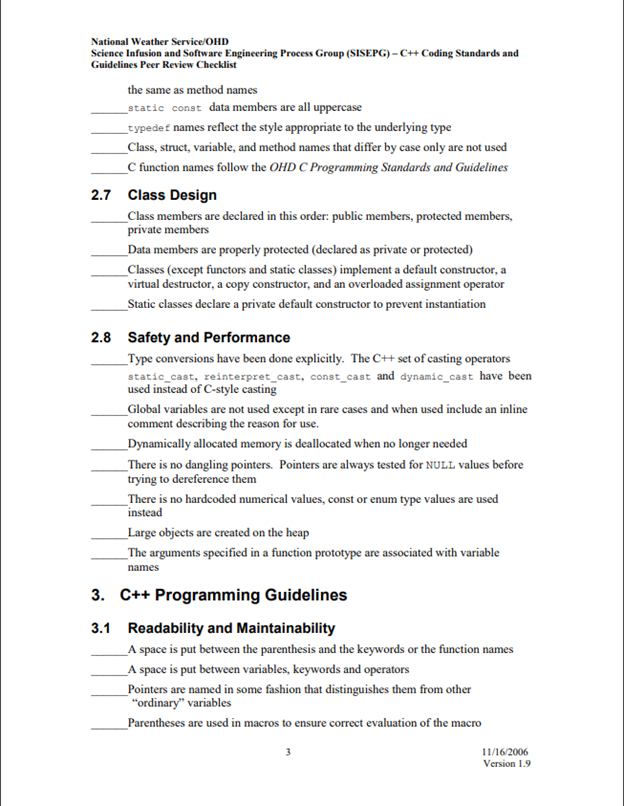 National Weather Service/OHD
Science Infusion and Software Engineering Process Group (SISEPG) – C++ Coding Standards and
Guidelines Peer Review Checklist
the same as method names
______static const data members are all uppercase
______typedef names reflect the style appropriate to the underlying type
______Class, struct, variable, and method names that differ by case only are not used
______C function names follow the OHD C Programming Standards and Guidelines
2.7 Class Design
______Class members are declared in this order: public members, protected members,
private members
______Data members are properly protected (declared as private or protected)
______Classes (except functors and static classes) implement a default constructor, a
virtual destructor, a copy constructor, and an overloaded assignment operator
______Static classes declare a private default constructor to prevent instantiation
2.8 Safety and Performance
______Type conversions have been done explicitly. The C++ set of casting operators
static_cast, reinterpret_cast, const_cast and dynamic_cast have been
used instead of C-style casting
______Global variables are not used except in rare cases and when used include an inline
comment describing the reason for use.
______Dynamically allocated memory is deallocated when no longer needed
______There is no dangling pointers. Pointers are always tested for NULL values before
trying to dereference them
______There is no hardcoded numerical values, const or enum type values are used
instead
______Large objects are created on the heap
______The arguments specified in a function prototype are associated with variable
names
3. C++ Programming Guidelines
3.1 Readability and Maintainability
______A space is put between the parenthesis and the keywords or the function names
______A space is put between variables, keywords and operators
______Pointers are named in some fashion that distinguishes them from other
“ordinary” variables
______Parentheses are used in macros to ensure correct evaluation of the macro
3 11/16/2006
Version 1.9